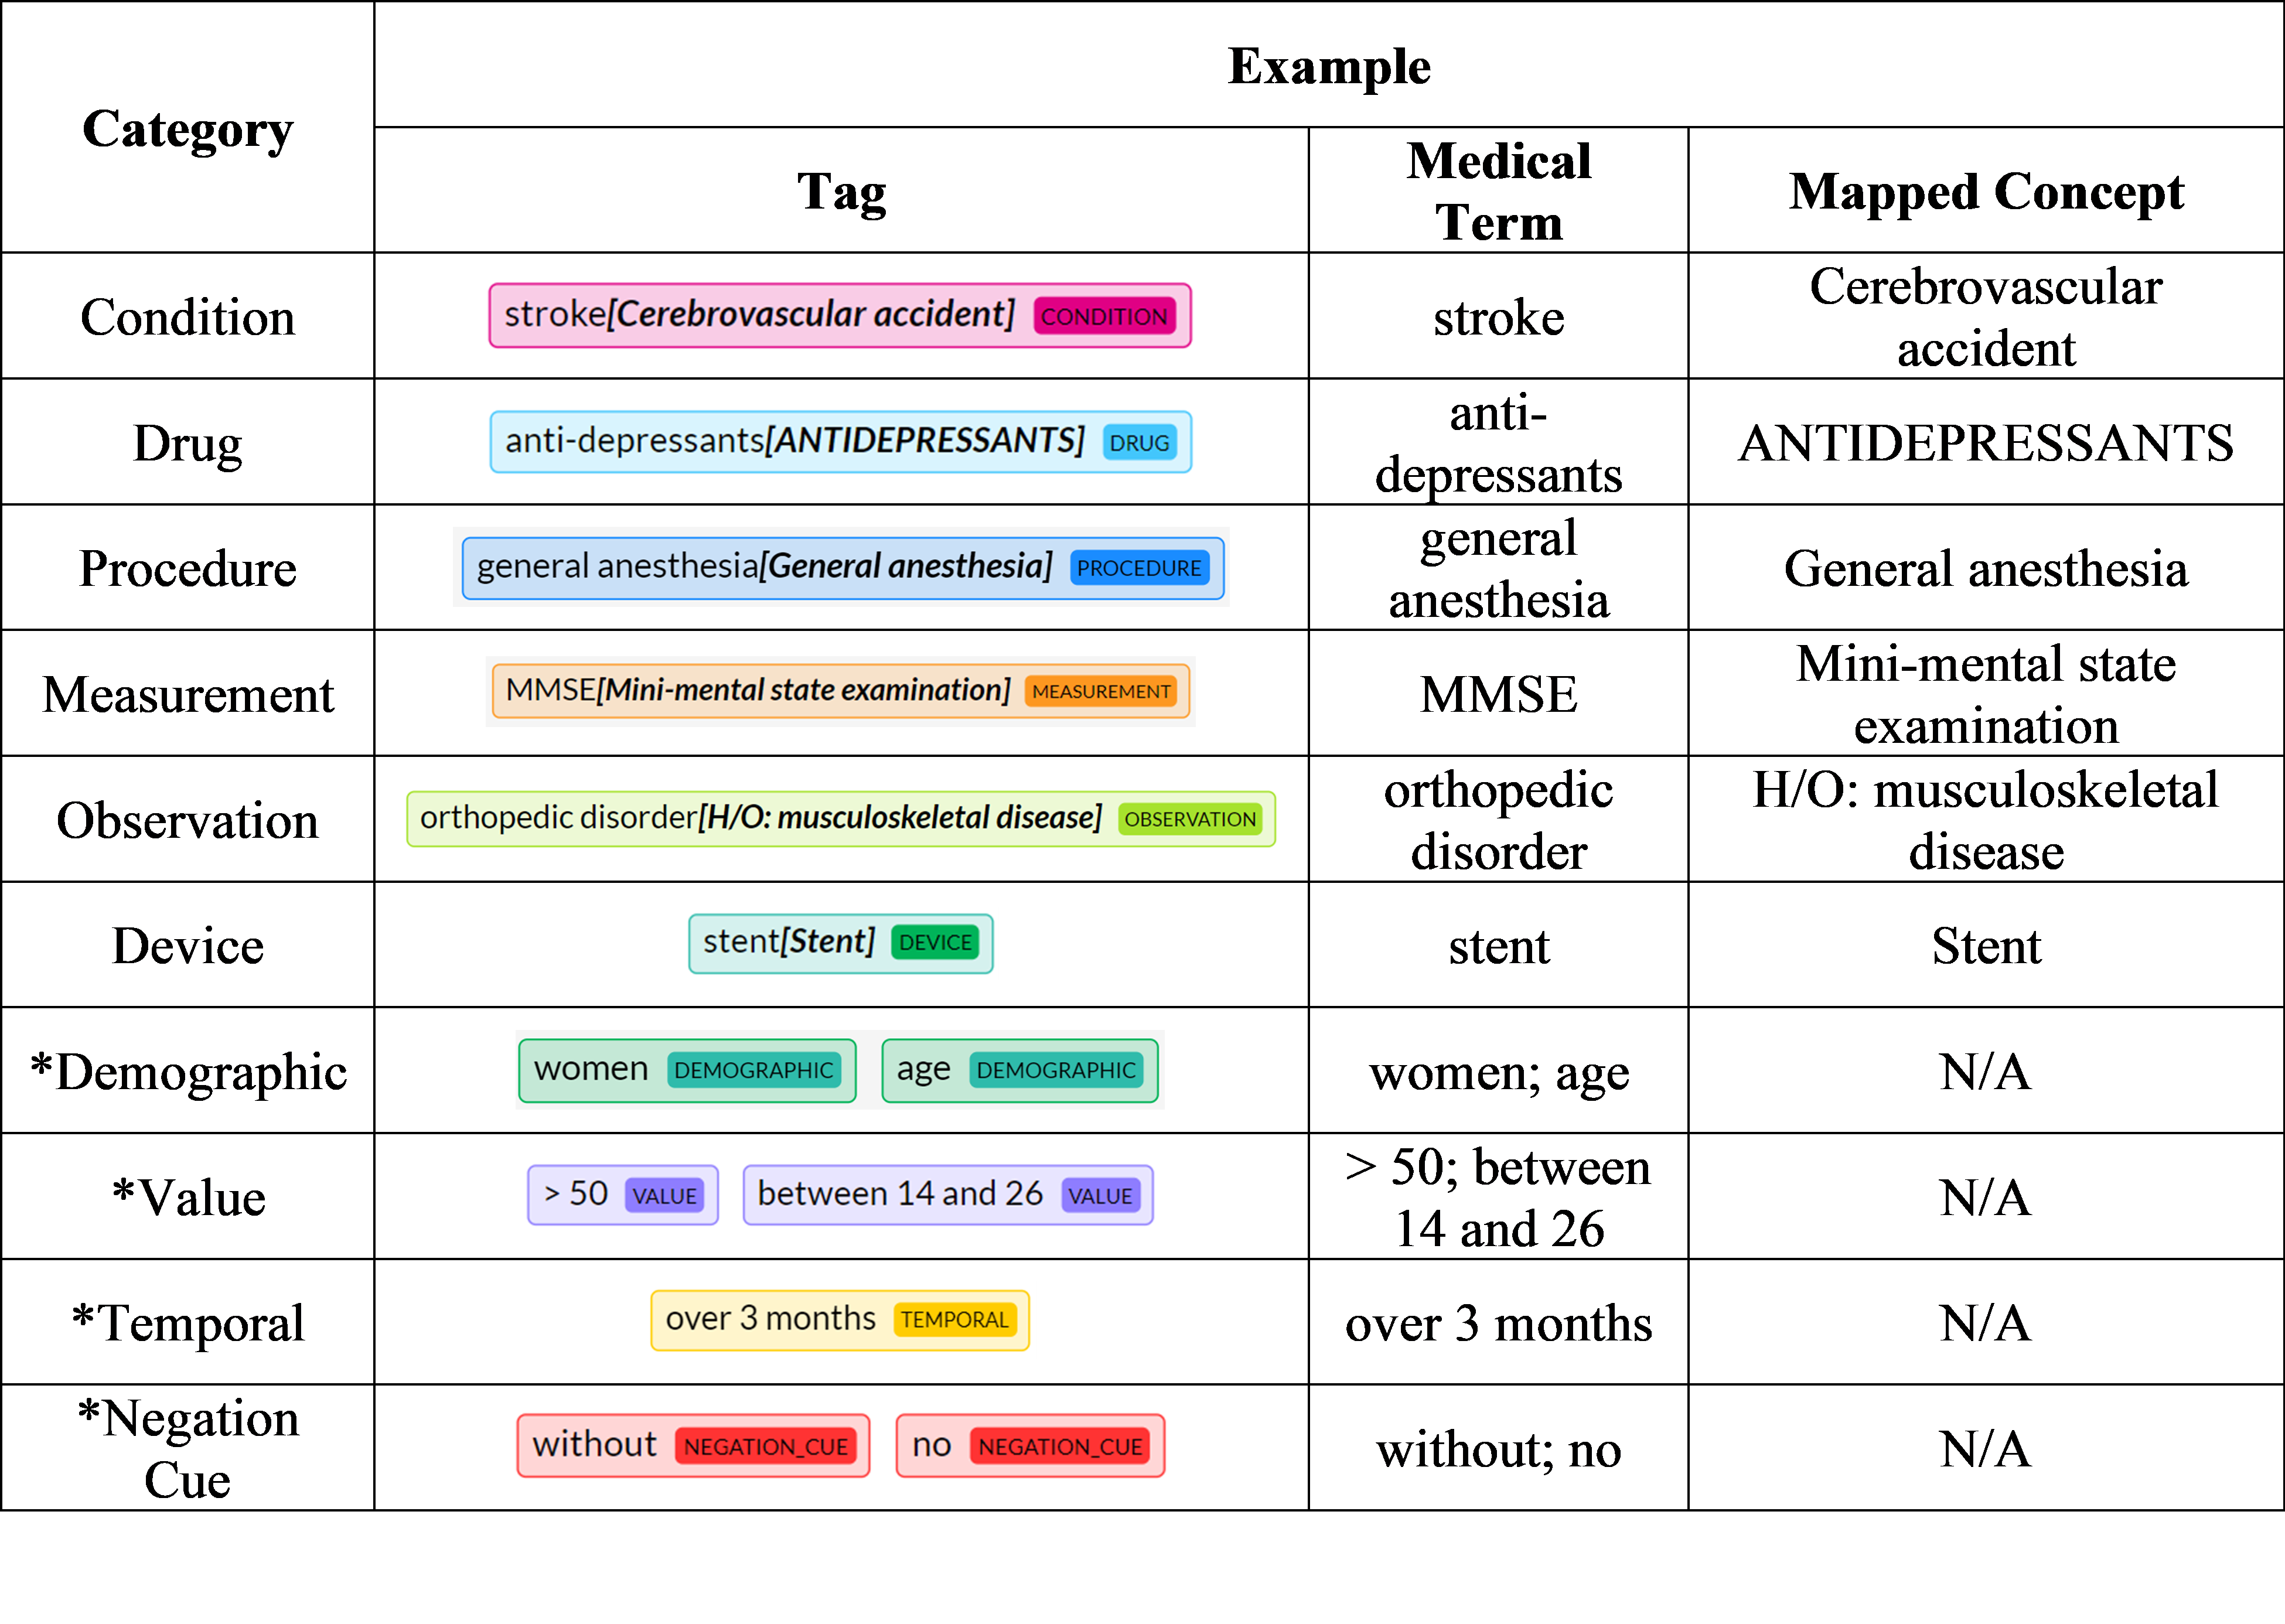 Category
Example
Tag
Medical
Term
Mapped Concept
Condition
stroke[Cerebrovascular accident] CONDITION
stroke
Cerebrovascular
accident
Drug
anti-depressants[ANTIDEPRESSANTS] DRUG
anti-
depressants
ANTIDEPRESSANTS
Procedure
general anesthesia[General anesthesia] PROCEDURE
general
anesthesia
General anesthesia
Measurement
MMSE[Mini-mental state examination] MEASUREMENT
MMSE
Mini-mental state
examination
Observation
orthopedic disorder[H/O: musculoskeletal disease] OBSERVATION
orthopedic
disorder
H/O: musculoskeletal
disease
Device
stent[Stent] DEVICE
stent
Stent
*Demographic
women DEMOGRAPHIC age DEMOGRAPHIC
women; age
N/A
*Value
> 50 VALUE between 14 and 26 VALUE
> 50; between
14 and 26
N/A
*Temporal
over 3 months TEMPORAL
over 3 months
N/A
*Negation
Cue
without NEGATION_CUE no NEGATION_CUE
without; no
N/A